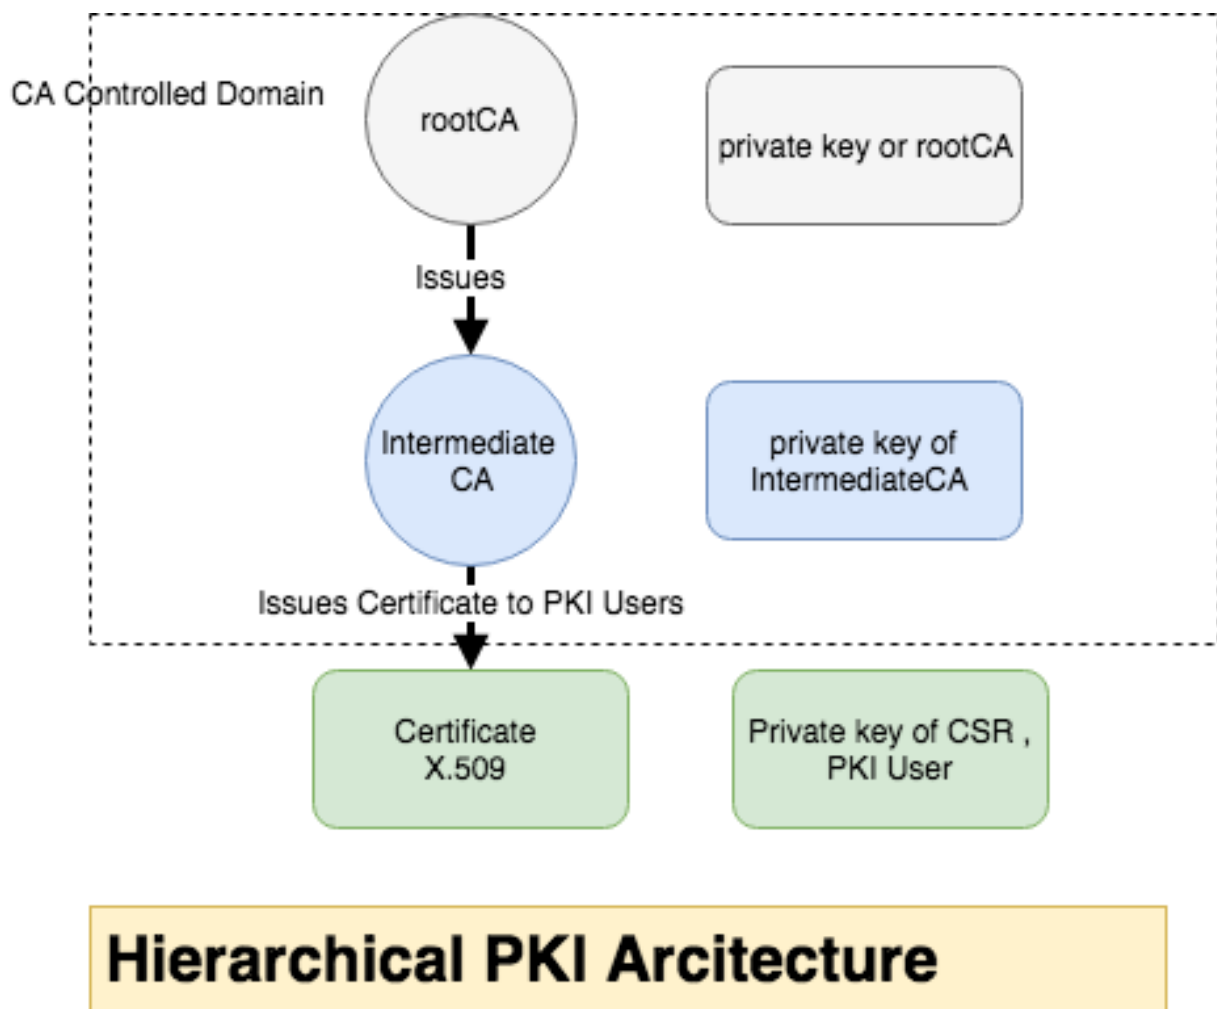 CA Controlled Domain
rootCA
private key or rootCA
Issues
Intermediate
CA
private key of
IntermediateCA
Issues Certificate to PKI Users
Certificate
X.509
Private key of CSR ,
PKI User
Hierarchical PKI Arcitecture